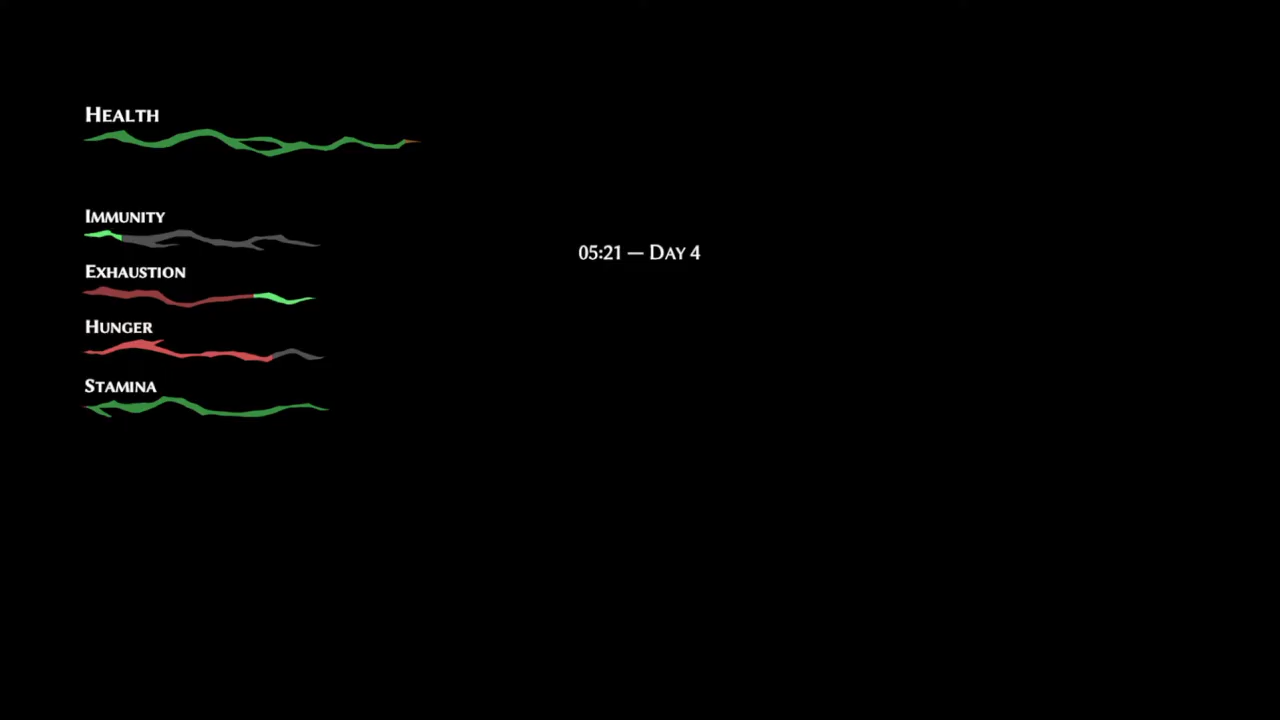 Health
Immunity
05:21 — Day 4
Exhaustion
Hunger
Stamina